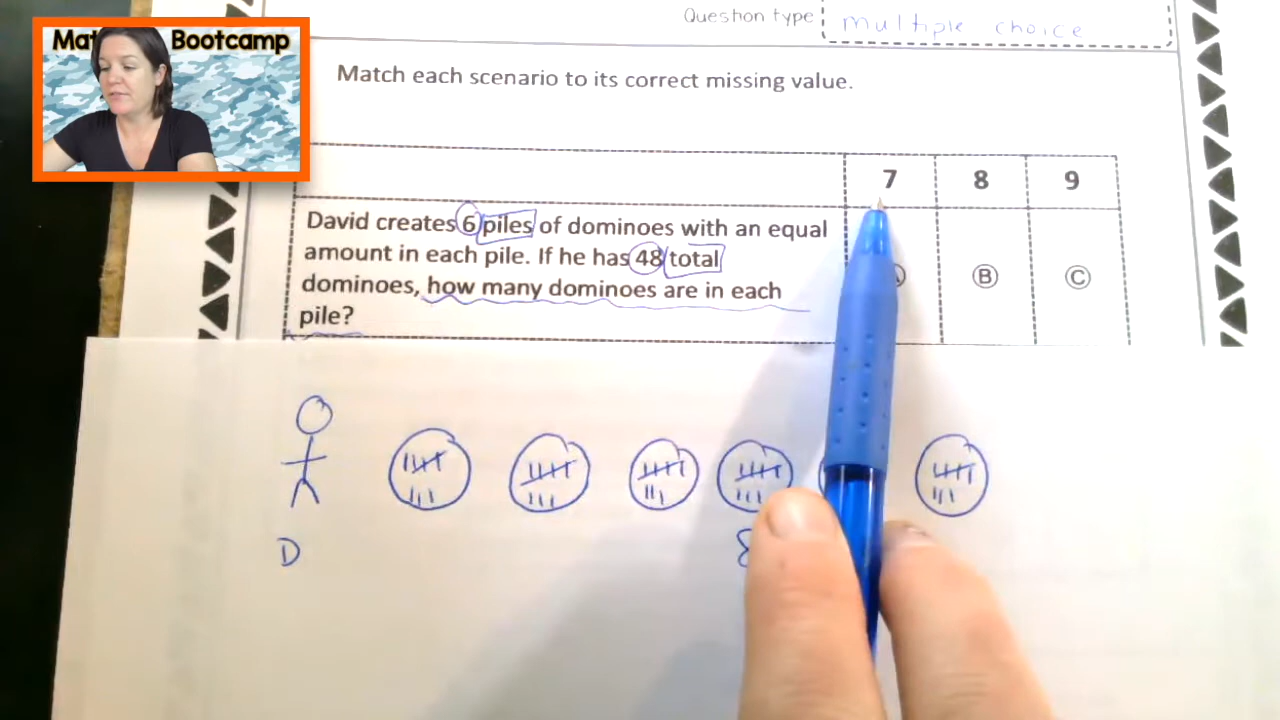 Mat Bootcamp
Question type multiple choice
Match each scenario to its correct missing value.
7 8 9
David creates 6 piles of dominoes with an equal
amount in each pile. If he has 48 total
dominoes, how many dominoes are in each
pile?
B C
D